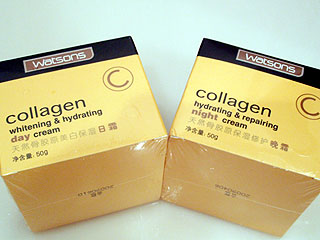 watsons
C
collagen
whitening & hydrating
day cream
天然骨胶原美白保湿日霜
净含量: 50g
watsons
C
collagen
hydrating & repairing
night cream
天然骨胶原保湿修护晚霜
净含量: 50g